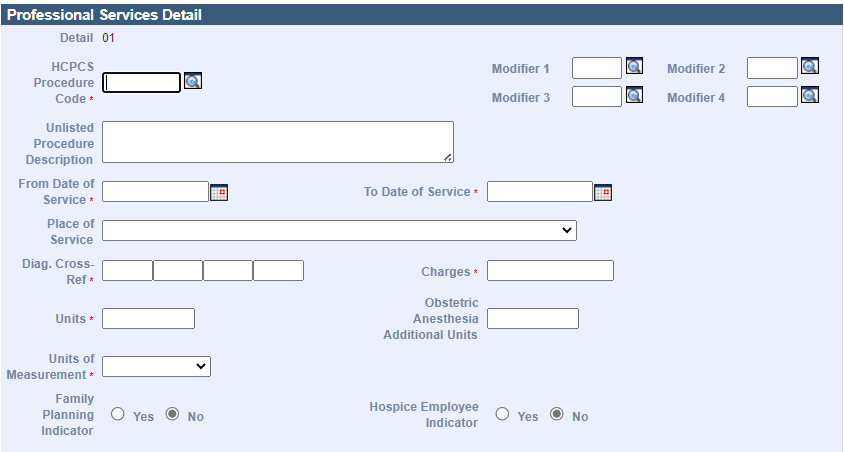 Professional Services Detail
Detail 01
HCPCS
Procedure
Code *
Modifier 1
Modifier 2
Modifier 3
Modifier 4
Unlisted
Procedure
Description
From Date of
Service *
To Date of Service *
Place of
Service
Diag. Cross-
Ref *
Charges *
Units *
Obstetric
Anesthesia
Additional Units
Units of
Measurement *
Family
Planning
Indicator
Yes No
Hospice Employee
Indicator
Yes No